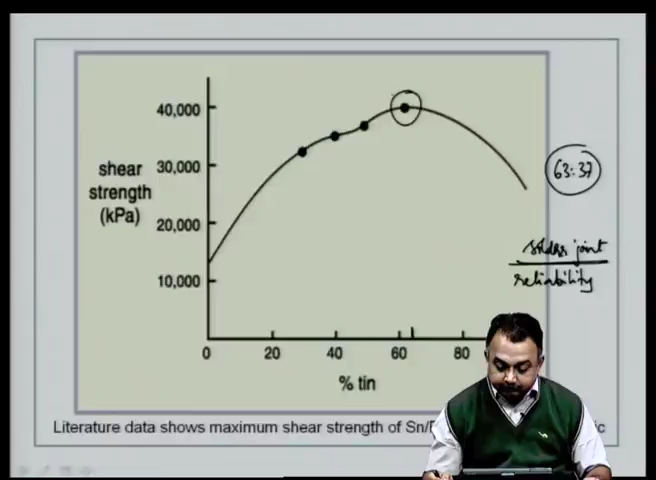 40,000
shear
strength
(kPa)
30,000
20,000
10,000
0
20
40
60
80
% tin
63:37
solder joint
reliability
Literature data shows maximum shear strength of Sn/
ic